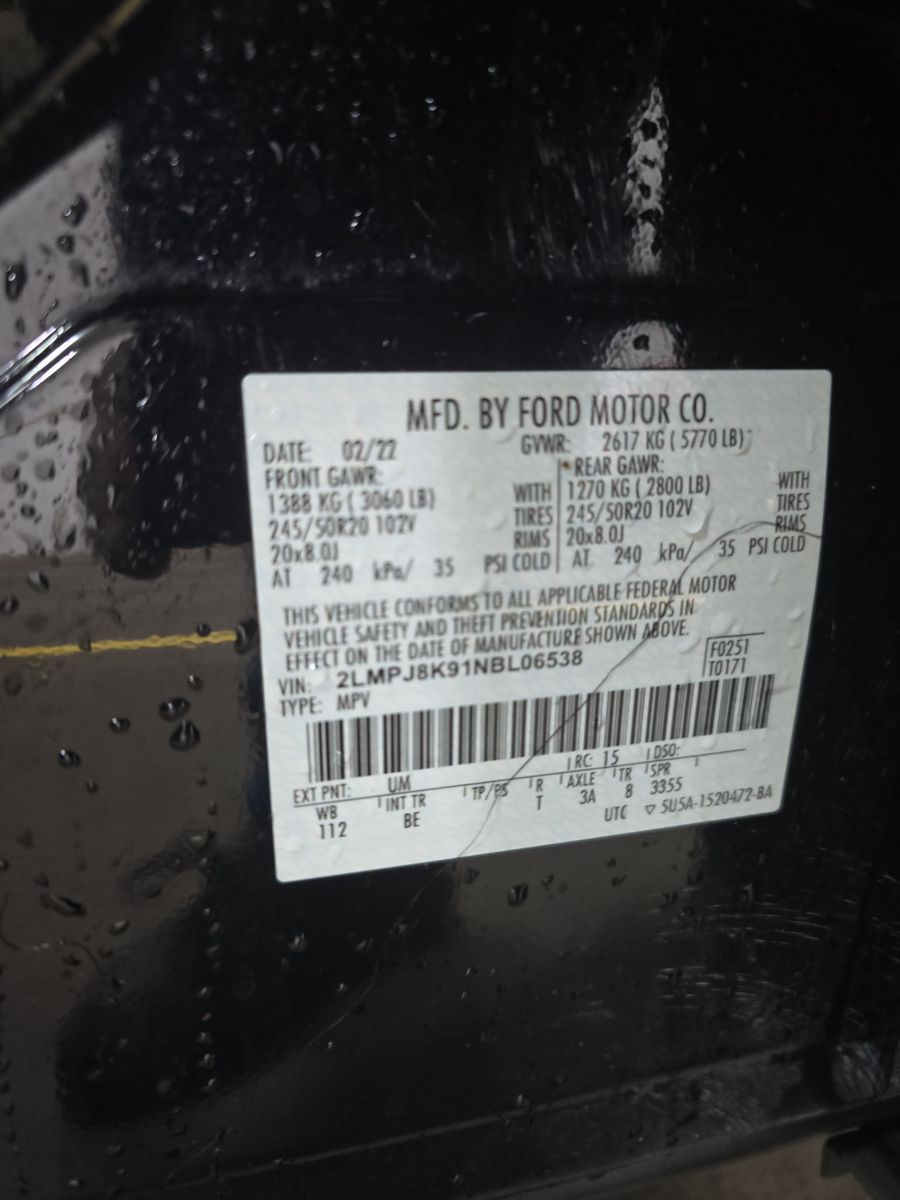 MFD. BY FORD MOTOR CO.
DATE: 02/22 GVWR: 2617 KG ( 5770 LB)
FRONT GAWR:
1388 KG ( 3060 LB) WITH
245/50R20 102V TIRES
20x8.0J RIMS
AT 240 kPa/ 35 PSI COLD
REAR GAWR:
1270 KG ( 2800 LB) WITH
245/50R20 102V TIRES
20x8.0J RIMS
AT 240 kPa/ 35 PSI COLD
THIS VEHICLE CONFORMS TO ALL APPLICABLE FEDERAL MOTOR
VEHICLE SAFETY AND THEFT PREVENTION STANDARDS IN
EFFECT ON THE DATE OF MANUFACTURE SHOWN ABOVE.
VIN: 2LMPJ8K91NBL06538
TYPE: MPV
F0251
T0171
EXT PNT: UM RC: 15 DSO:
WB INT TR TP/PS R AXLE TR SPR
112 BE T 3A 8 3355
UTC ▽ 5U5A-1520472-BA